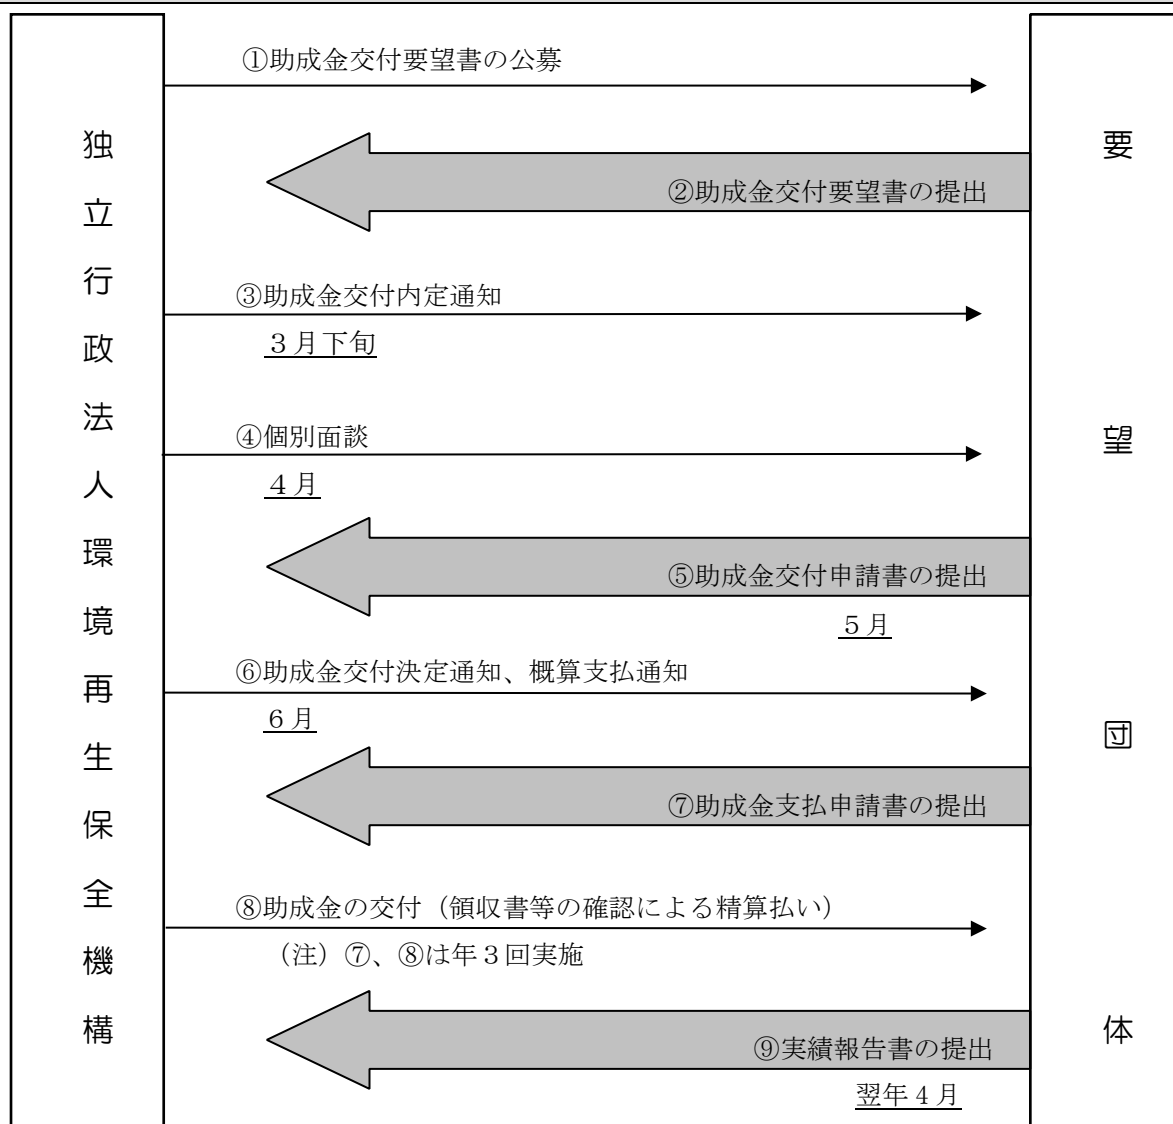 独立行政法人環境再生保全機構
要望団体
①助成金交付要望書の公募
②助成金交付要望書の提出
③助成金交付内定通知
３月下旬
④個別面談
４月
⑤助成金交付申請書の提出
５月
⑥助成金交付決定通知、概算支払通知
６月
⑦助成金支払申請書の提出
⑧助成金の交付（領収書等の確認による精算払い）
（注）⑦、⑧は年３回実施
⑨実績報告書の提出
翌年４月